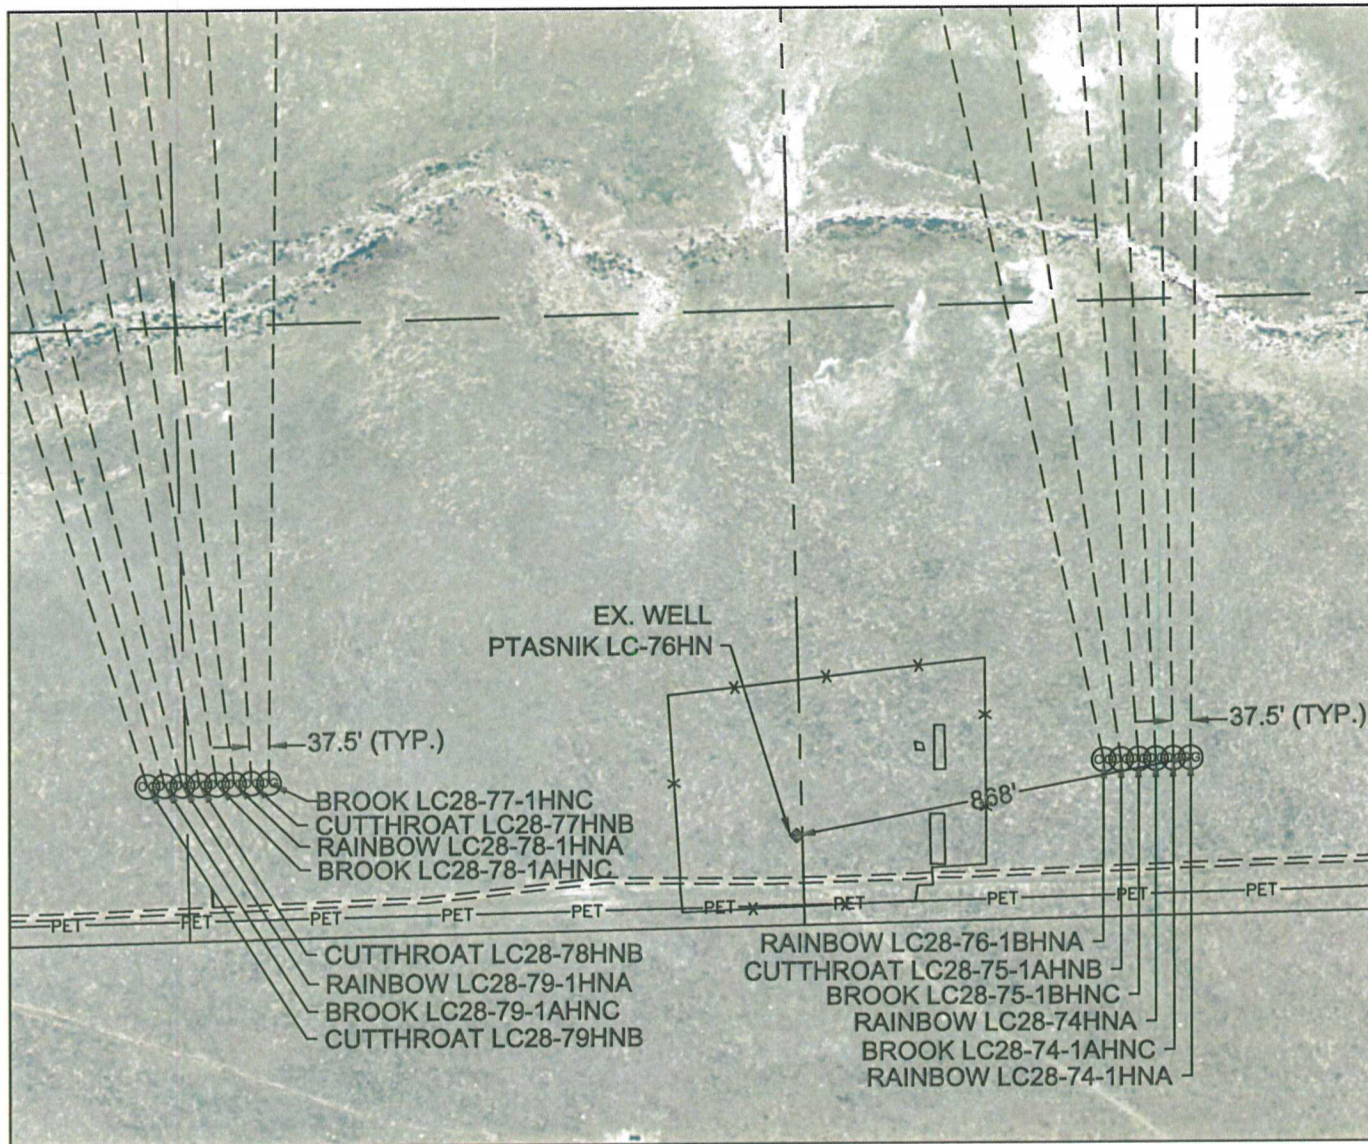 EX. WELL
PTASNIK LC-76HN
37.5' (TYP.)
37.5' (TYP.)
868'
BROOK LC28-77-1HNC
CUTTHROAT LC28-77HNB
RAINBOW LC28-78-1HNA
BROOK LC28-78-1AHNC
PET PET PET PET PET PET PET PET PET PET
CUTTHROAT LC28-78HNB
RAINBOW LC28-79-1HNA
BROOK LC28-79-1AHNC
CUTTHROAT LC28-79HNB
RAINBOW LC28-76-1BHNA
CUTTHROAT LC28-75-1AHNB
BROOK LC28-75-1BHNC
RAINBOW LC28-74HNA
BROOK LC28-74-1AHNC
RAINBOW LC28-74-1HNA